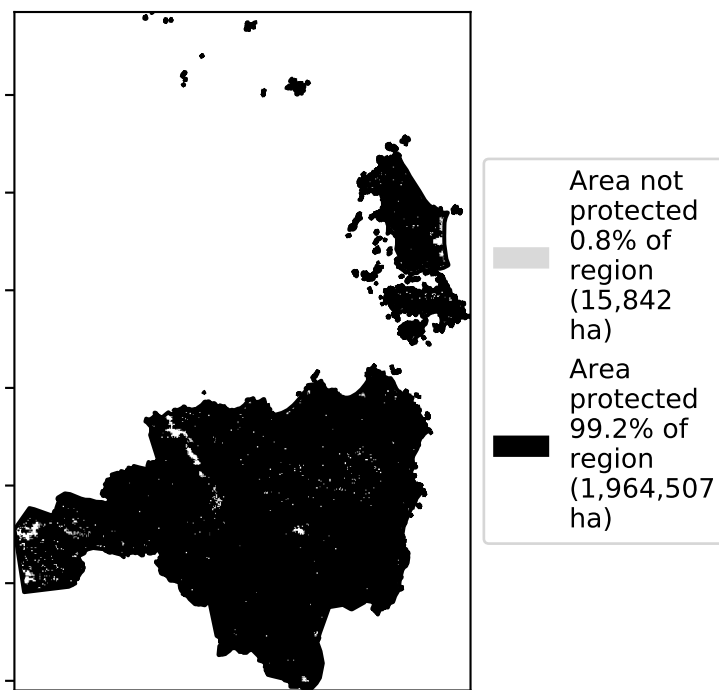 Area not
protected
0.8% of
region
(15,842
ha)
Area
protected
99.2% of
region
(1,964,507
ha)